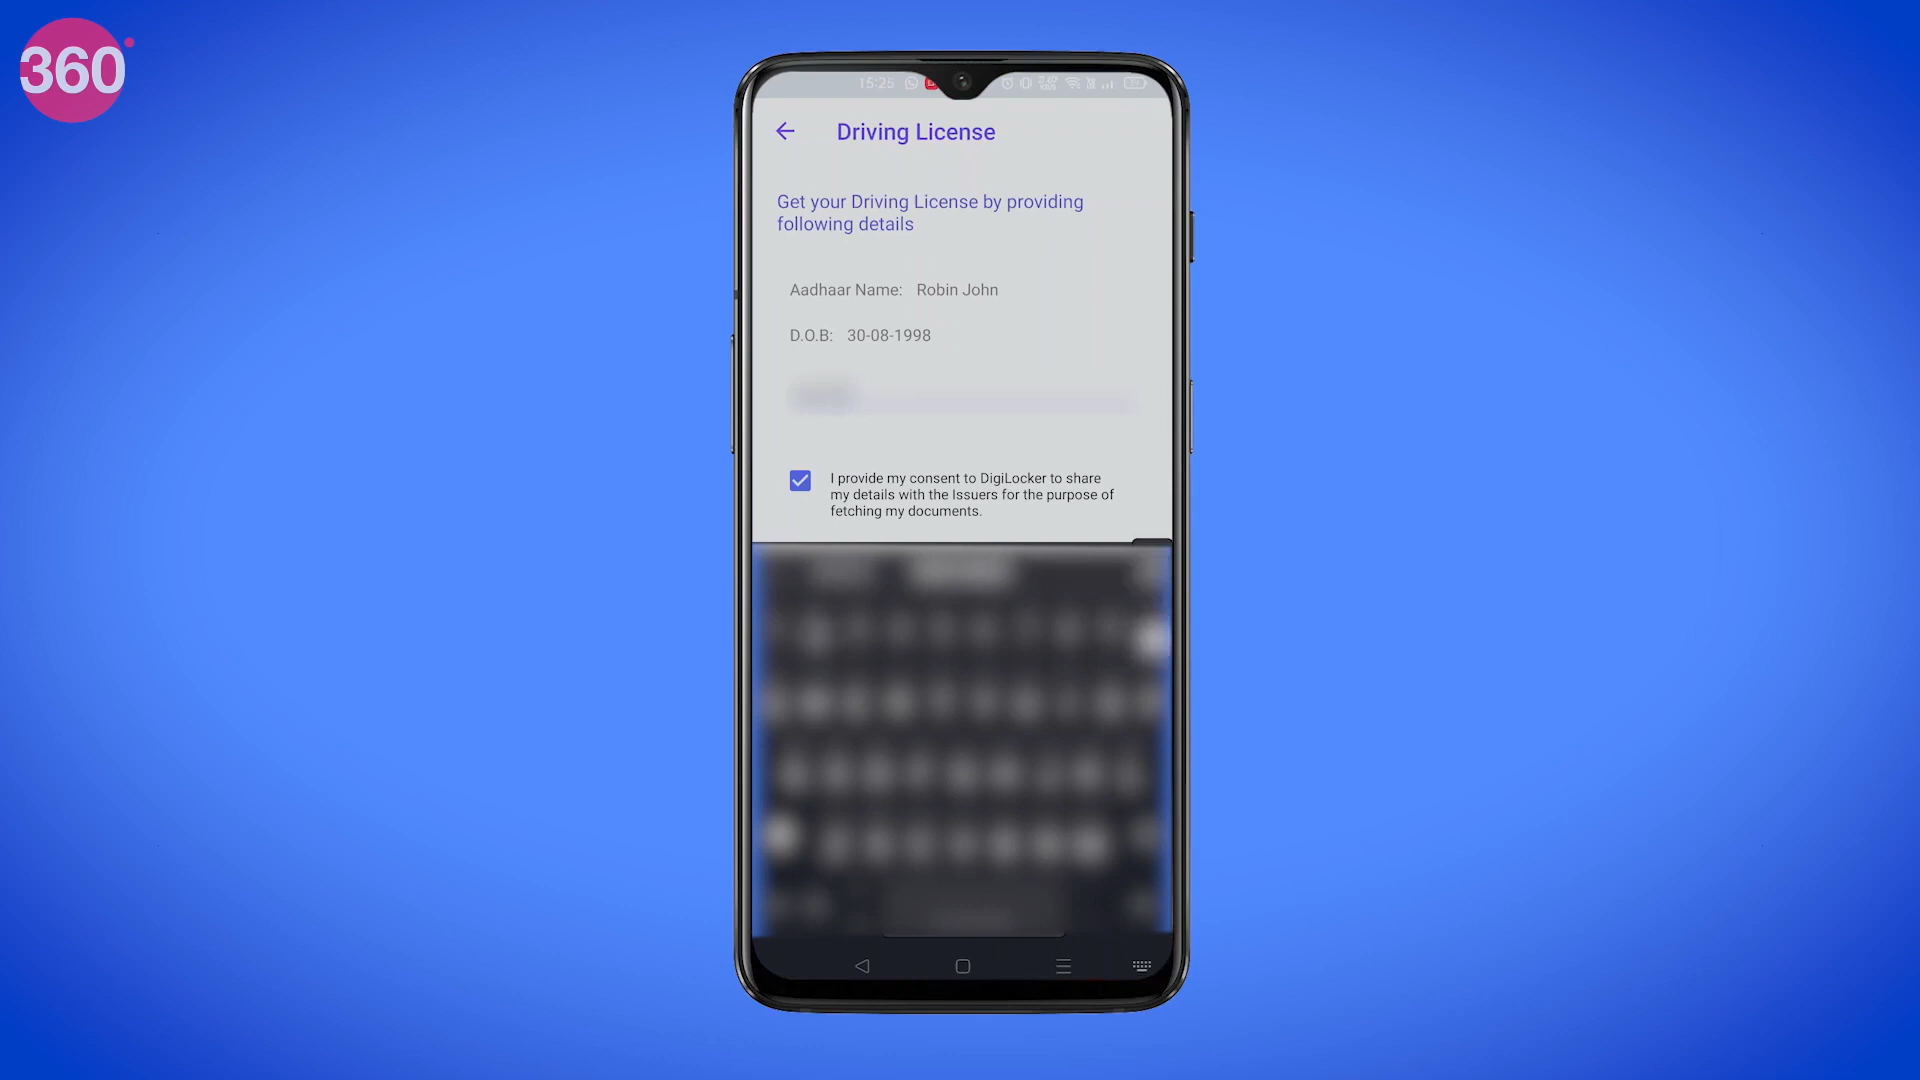 360
15:25
Driving License
Get your Driving License by providing
following details
Aadhaar Name: Robin John
D.O.B: 30-08-1998
I provide my consent to DigiLocker to share
my details with the Issuers for the purpose of
fetching my documents.